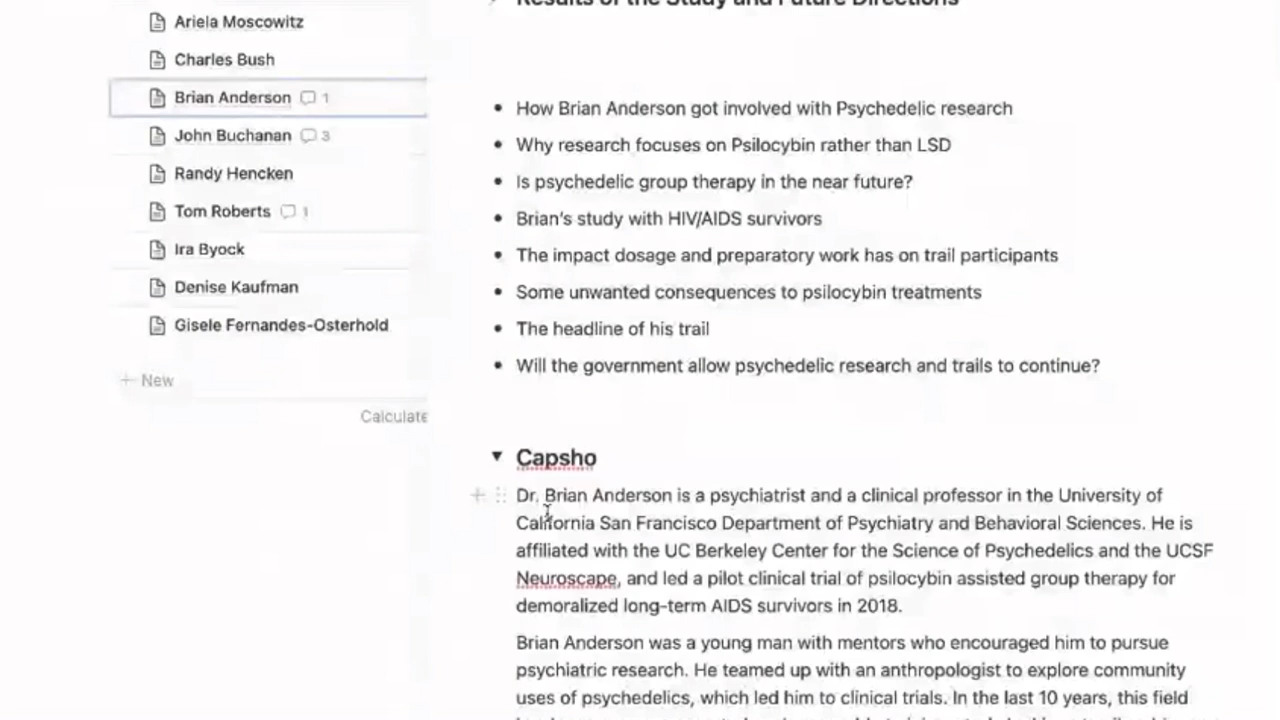 Results of the Study and Future Directions
Ariela Moscowitz
Charles Bush
Brian Anderson 1
John Buchanan 3
Randy Hencken
Tom Roberts 1
Ira Byock
Denise Kaufman
Gisele Fernandes-Osterhold
+ New
Calculate
• How Brian Anderson got involved with Psychedelic research
• Why research focuses on Psilocybin rather than LSD
• Is psychedelic group therapy in the near future?
• Brian's study with HIV/AIDS survivors
• The impact dosage and preparatory work has on trail participants
• Some unwanted consequences to psilocybin treatments
• The headline of his trail
• Will the government allow psychedelic research and trails to continue?
Capsho
Dr. Brian Anderson is a psychiatrist and a clinical professor in the University of
California San Francisco Department of Psychiatry and Behavioral Sciences. He is
affiliated with the UC Berkeley Center for the Science of Psychedelics and the UCSF
Neuroscape, and led a pilot clinical trial of psilocybin assisted group therapy for
demoralized long-term AIDS survivors in 2018.
Brian Anderson was a young man with mentors who encouraged him to pursue
psychiatric research. He teamed up with an anthropologist to explore community
uses of psychedelics, which led him to clinical trials. In the last 10 years, this field